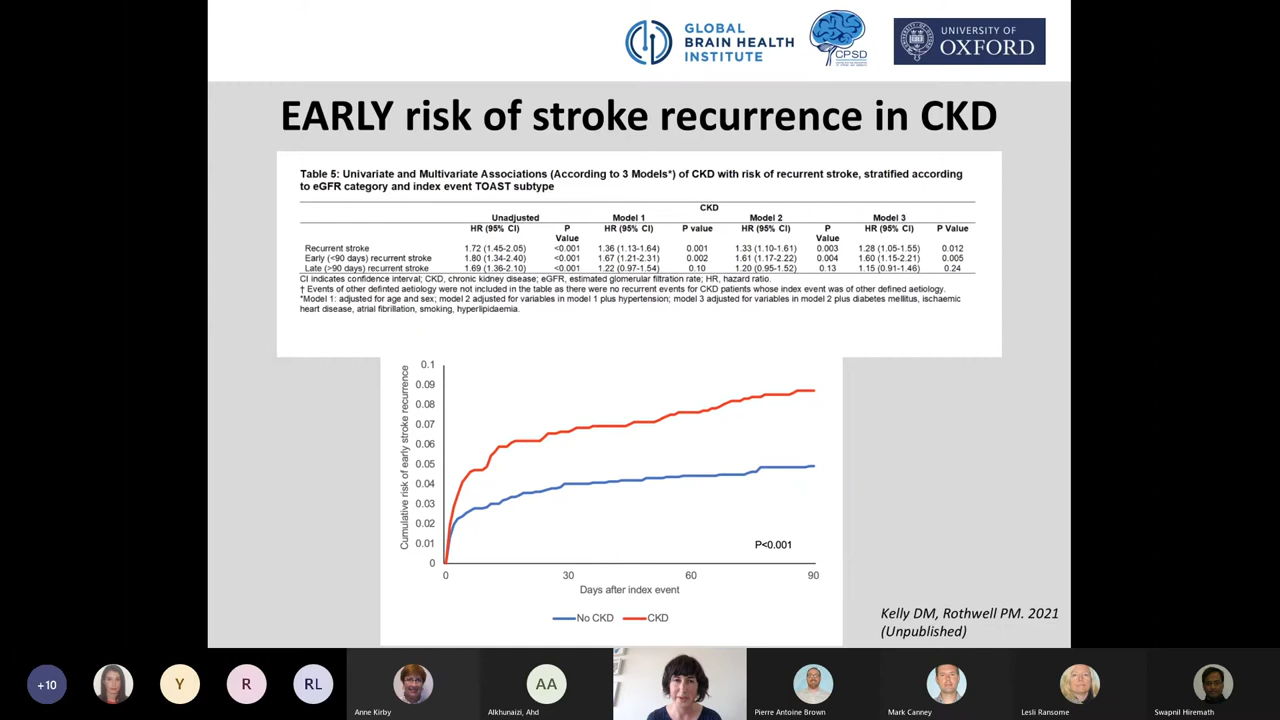 GLOBAL
BRAIN HEALTH
INSTITUTE
CPSD
UNIVERSITY OF
OXFORD
EARLY risk of stroke recurrence in CKD
Table 5: Univariate and Multivariate Associations (According to 3 Models*) of CKD with risk of recurrent stroke, stratified according
to eGFR category and index event TOAST subtype
CKD
Unadjusted Model 1 Model 2 Model 3
HR (95% CI) P Value HR (95% CI) P value HR (95% CI) P Value HR (95% CI) P Value
Recurrent stroke 1.72 (1.45-2.05) <0.001 1.36 (1.13-1.64) 0.001 1.33 (1.10-1.61) 0.003 1.28 (1.05-1.55) 0.012
Early (<90 days) recurrent stroke 1.80 (1.34-2.40) <0.001 1.67 (1.21-2.31) 0.002 1.61 (1.17-2.22) 0.004 1.60 (1.15-2.21) 0.005
Late (>90 days) recurrent stroke 1.69 (1.36-2.10) <0.001 1.22 (0.97-1.54) 0.10 1.20 (0.95-1.52) 0.13 1.15 (0.91-1.46) 0.24
CI indicates confidence interval; CKD, chronic kidney disease; eGFR, estimated glomerular filtration rate; HR, hazard ratio.
† Events of other definted aetiology were not included in the table as there were no recurrent events for CKD patients whose index event was of other defined aetiology.
*Model 1: adjusted for age and sex; model 2 adjusted for variables in model 1 plus hypertension; model 3 adjusted for variables in model 2 plus diabetes mellitus, ischaemic
heart disease, atrial fibrillation, smoking, hyperlipidaemia.
Cumulative risk of early stroke recurrence
0.1
0.09
0.08
0.07
0.06
0.05
0.04
0.03
0.02
0.01
0
P<0.001
0 30 60 90
Days after index event
No CKD CKD
Kelly DM, Rothwell PM. 2021
(Unpublished)
+10
Y
R
RL
AA
Anne Kirby
Alkhunaizi, Ahd
Pierre Antoine Brown
Mark Canney
Lesli Ransome
Swapnil Hiremath